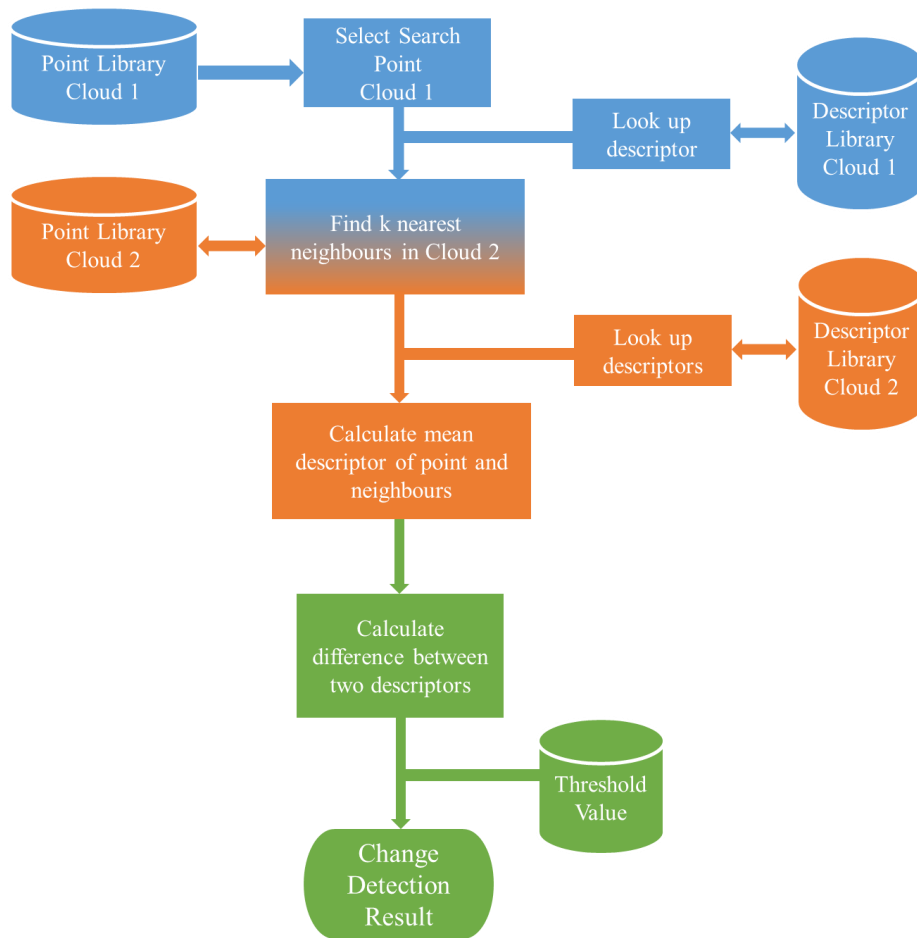 Point Library
Cloud 1
Select Search
Point
Cloud 1
Look up
descriptor
Descriptor
Library
Cloud 1
Point Library
Cloud 2
Find k nearest
neighbours in Cloud 2
Look up
descriptors
Descriptor
Library
Cloud 2
Calculate mean
descriptor of point and
neighbours
Calculate
difference between
two descriptors
Threshold
Value
Change
Detection
Result